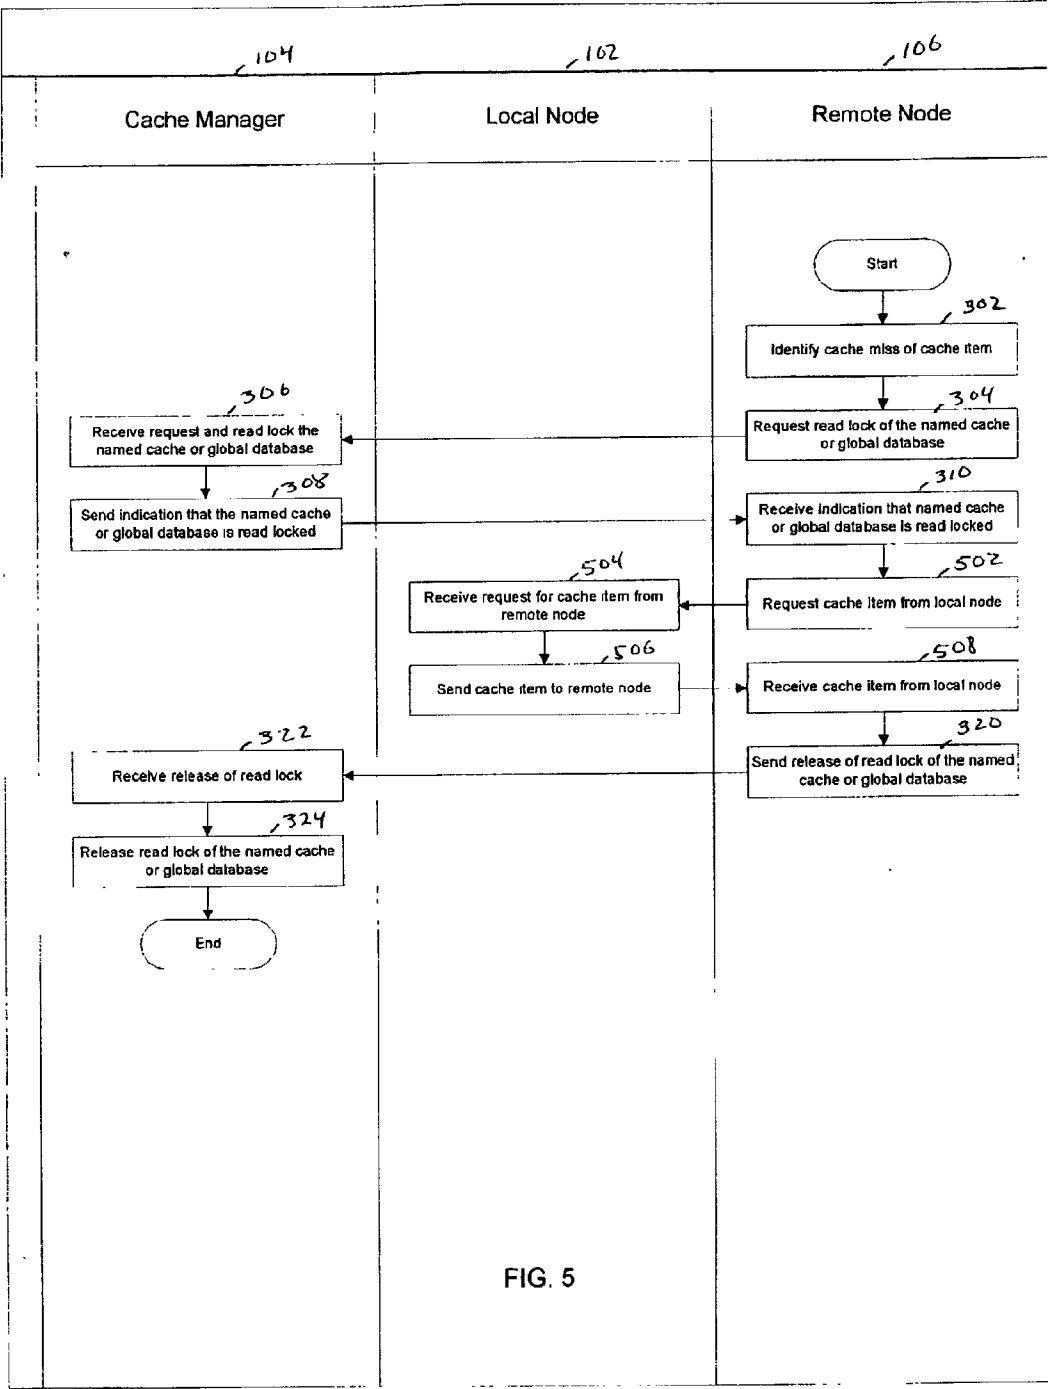 104
102
106
Cache Manager
Local Node
Remote Node
Start
302
Identify cache miss of cache item
304
Request read lock of the named cache
or global database
306
Receive request and read lock the
named cache or global database
308
Send indication that the named cache
or global database is read locked
310
Receive indication that named cache
or global database is read locked
502
Request cache item from local node
504
Receive request for cache item from
remote node
506
Send cache item to remote node
508
Receive cache item from local node
320
Send release of read lock of the named
cache or global database
322
Receive release of read lock
324
Release read lock of the named cache
or global database
End
FIG. 5